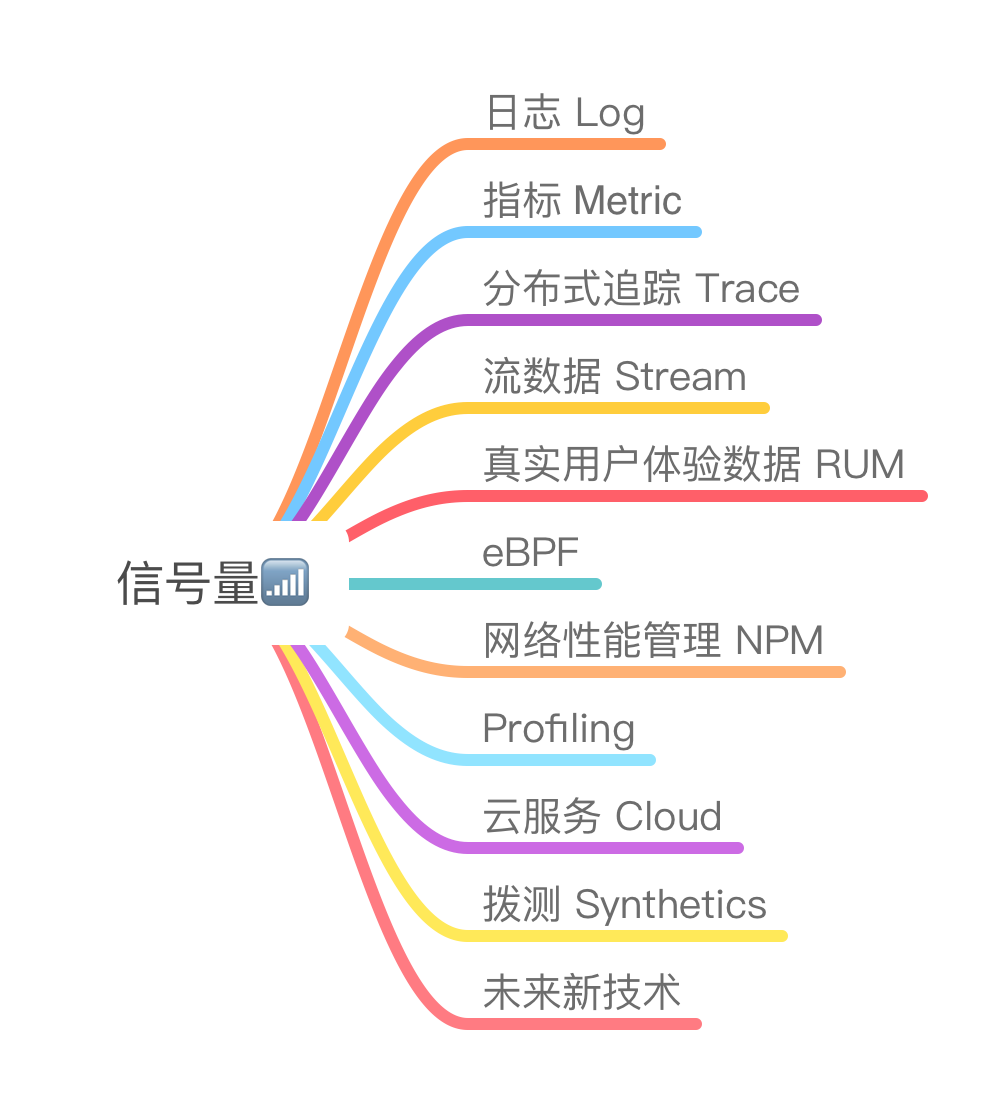 日志 Log
指标 Metric
分布式追踪 Trace
流数据 Stream
真实用户体验数据 RUM
eBPF
信号量
网络性能管理 NPM
Profiling
云服务 Cloud
拨测 Synthetics
未来新技术